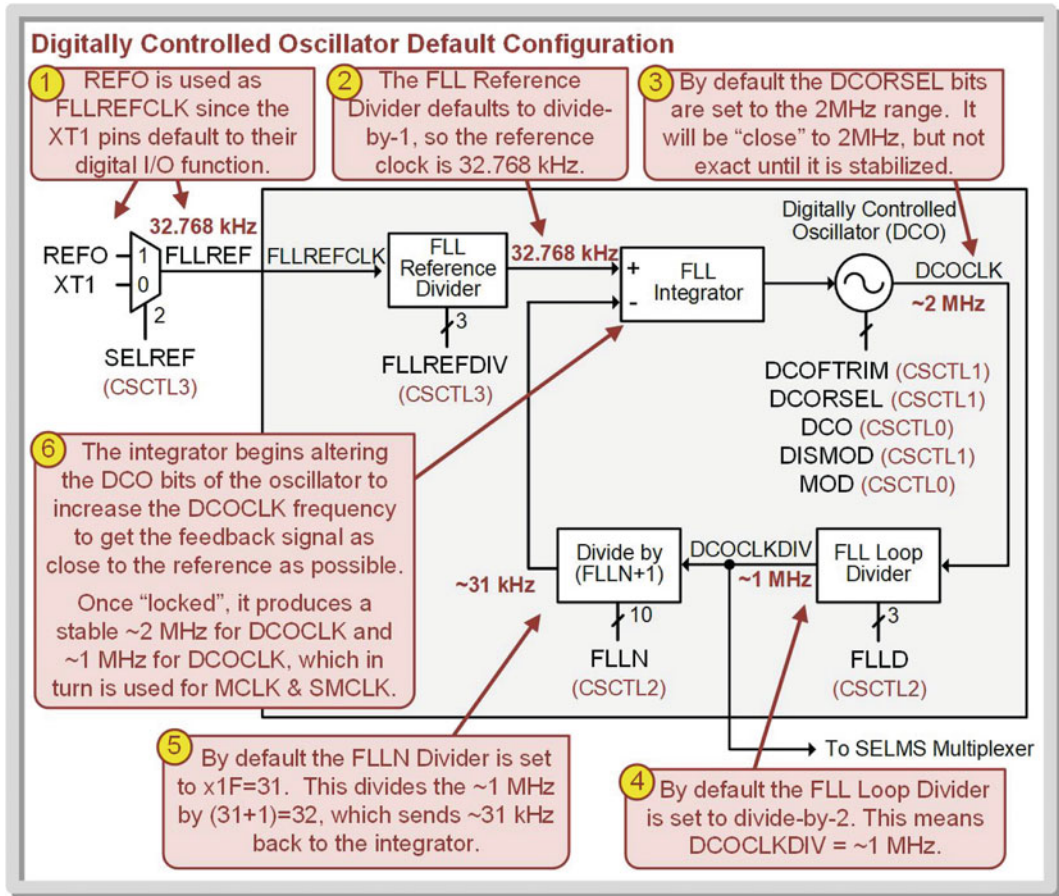 Digitally Controlled Oscillator Default Configuration
1
REFO is used as
FLLREFCLK since the
XT1 pins default to their
digital I/O function.
2
The FLL Reference
Divider defaults to divide-
by-1, so the reference
clock is 32.768 kHz.
3
By default the DCORSEL bits
are set to the 2MHz range. It
will be “close” to 2MHz, but not
exact until it is stabilized.
32.768 kHz
REFO
XT1
1
0
FLLREF
2
SELREF
(CSCTL3)
FLLREFCLK
FLL
Reference
Divider
3
FLLREFDIV
(CSCTL3)
32.768 kHz
+
-
FLL
Integrator
Digitally Controlled
Oscillator (DCO)
DCOCLK
~2 MHz
DCOFTRIM (CSCTL1)
DCORSEL (CSCTL1)
DCO (CSCTL0)
DISMOD (CSCTL1)
MOD (CSCTL0)
6
The integrator begins altering
the DCO bits of the oscillator to
increase the DCOCLK frequency
to get the feedback signal as
close to the reference as possible.
Once “locked”, it produces a
stable ~2 MHz for DCOCLK and
~1 MHz for DCOCLK, which in
turn is used for MCLK & SMCLK.
~31 kHz
Divide by
(FLLN+1)
10
FLLN
(CSCTL2)
DCOCLKDIV
~1 MHz
FLL Loop
Divider
3
FLLD
(CSCTL2)
To SELMS Multiplexer
5
By default the FLLN Divider is set
to x1F=31. This divides the ~1 MHz
by (31+1)=32, which sends ~31 kHz
back to the integrator.
4
By default the FLL Loop Divider
is set to divide-by-2. This means
DCOCLKDIV = ~1 MHz.